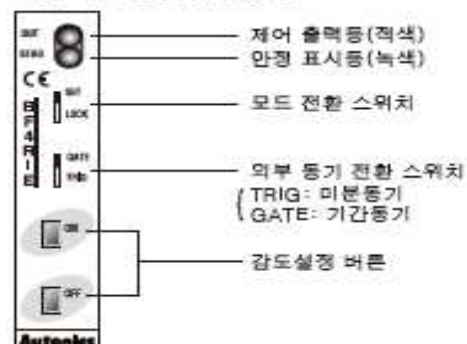 OUT
제어 출력등(적색)
STAB
안정 표시등(녹색)
CE
SET
모드 전환 스위치
LOCK
BF4RIE
GATE
외부 동기 전환 스위치
TRIG
TRIG: 미분동기
GATE: 기간동기
ON
감도설정 버튼
OFF
Autonics